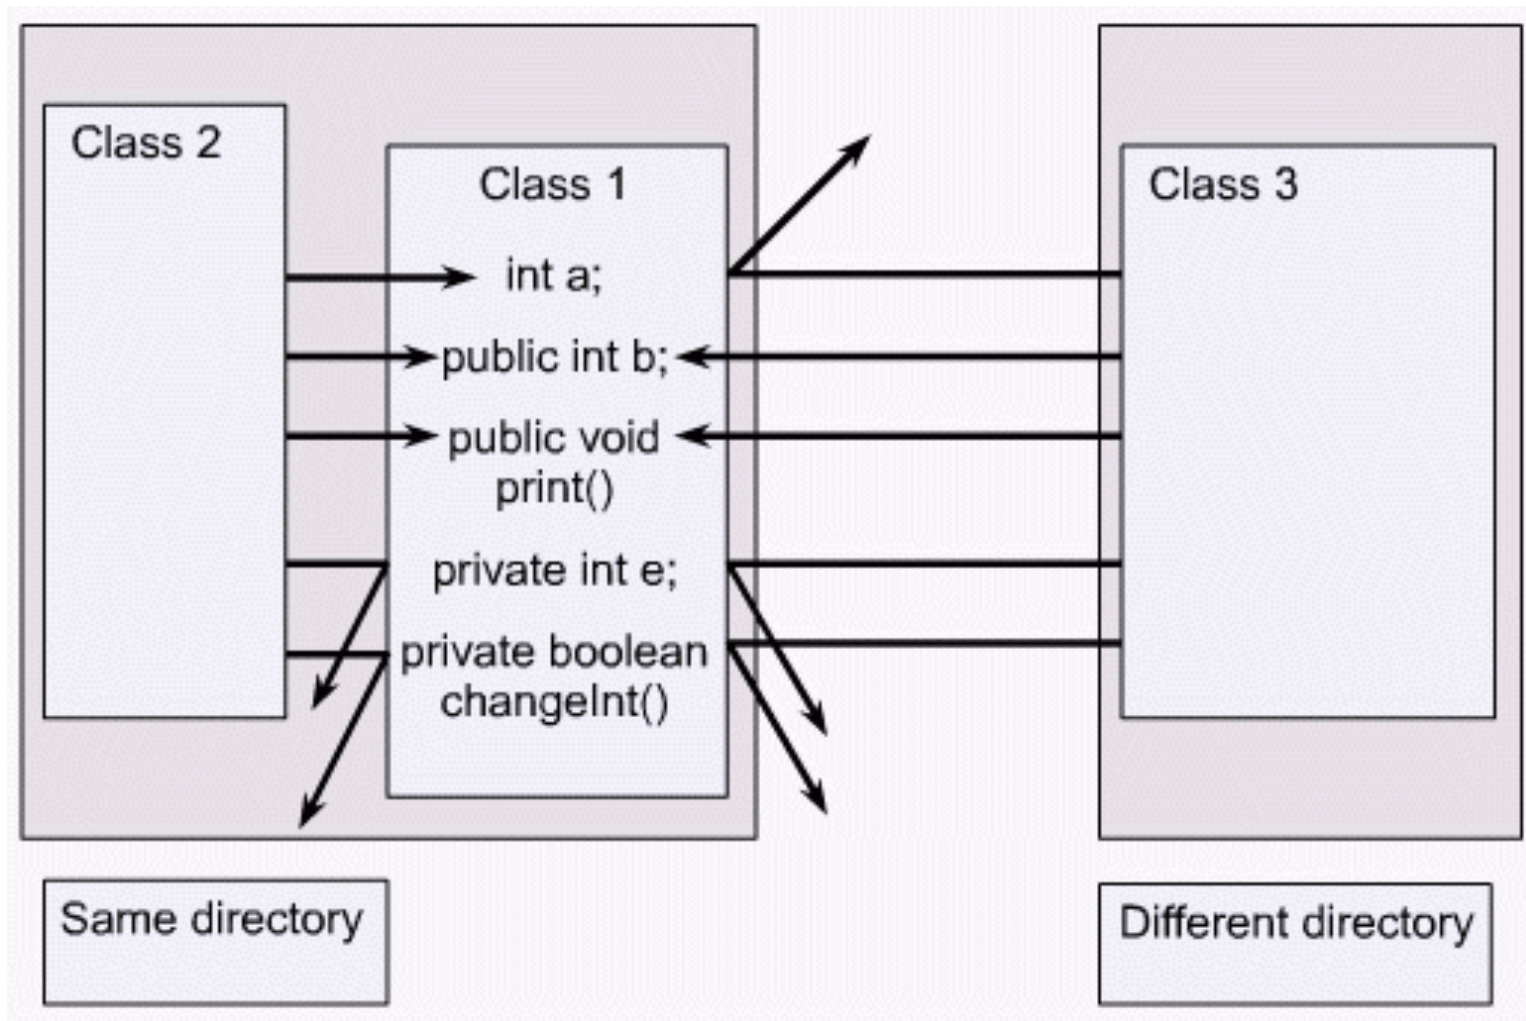 Class 2
Class 1
int a;
public int b;
public void
print()
private int e;
private boolean
changeInt()
Class 3
Same directory
Different directory